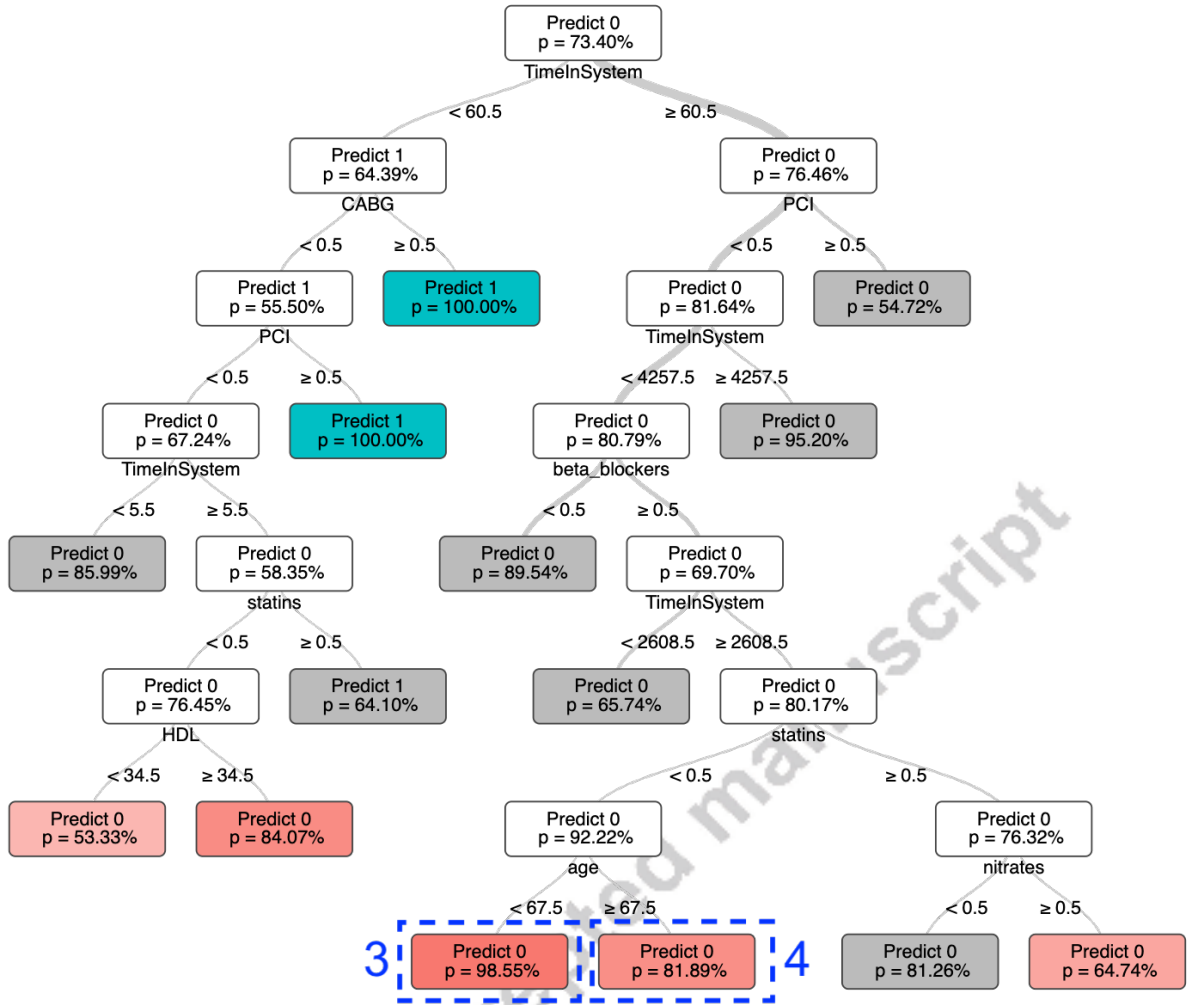 Predict 0
p = 73.40%
TimeInSystem
< 60.5
≥ 60.5
Predict 1
p = 64.39%
CABG
Predict 0
p = 76.46%
PCI
< 0.5
≥ 0.5
< 0.5
≥ 0.5
Predict 1
p = 55.50%
PCI
Predict 1
p = 100.00%
Predict 0
p = 81.64%
TimeInSystem
Predict 0
p = 54.72%
< 0.5
≥ 0.5
< 4257.5
≥ 4257.5
Predict 0
p = 67.24%
TimeInSystem
Predict 1
p = 100.00%
Predict 0
p = 80.79%
beta_blockers
Predict 0
p = 95.20%
< 5.5
≥ 5.5
< 0.5
≥ 0.5
Predict 0
p = 85.99%
Predict 0
p = 58.35%
statins
Predict 0
p = 89.54%
Predict 0
p = 69.70%
TimeInSystem
< 0.5
≥ 0.5
< 2608.5
≥ 2608.5
Predict 0
p = 76.45%
HDL
Predict 1
p = 64.10%
Predict 0
p = 65.74%
Predict 0
p = 80.17%
statins
< 34.5
≥ 34.5
< 0.5
≥ 0.5
Predict 0
p = 53.33%
Predict 0
p = 84.07%
Predict 0
p = 92.22%
age
Predict 0
p = 76.32%
nitrates
< 67.5
≥ 67.5
< 0.5
≥ 0.5
3
Predict 0
p = 98.55%
Predict 0
p = 81.89%
4
Predict 0
p = 81.26%
Predict 0
p = 64.74%
epted manuscript